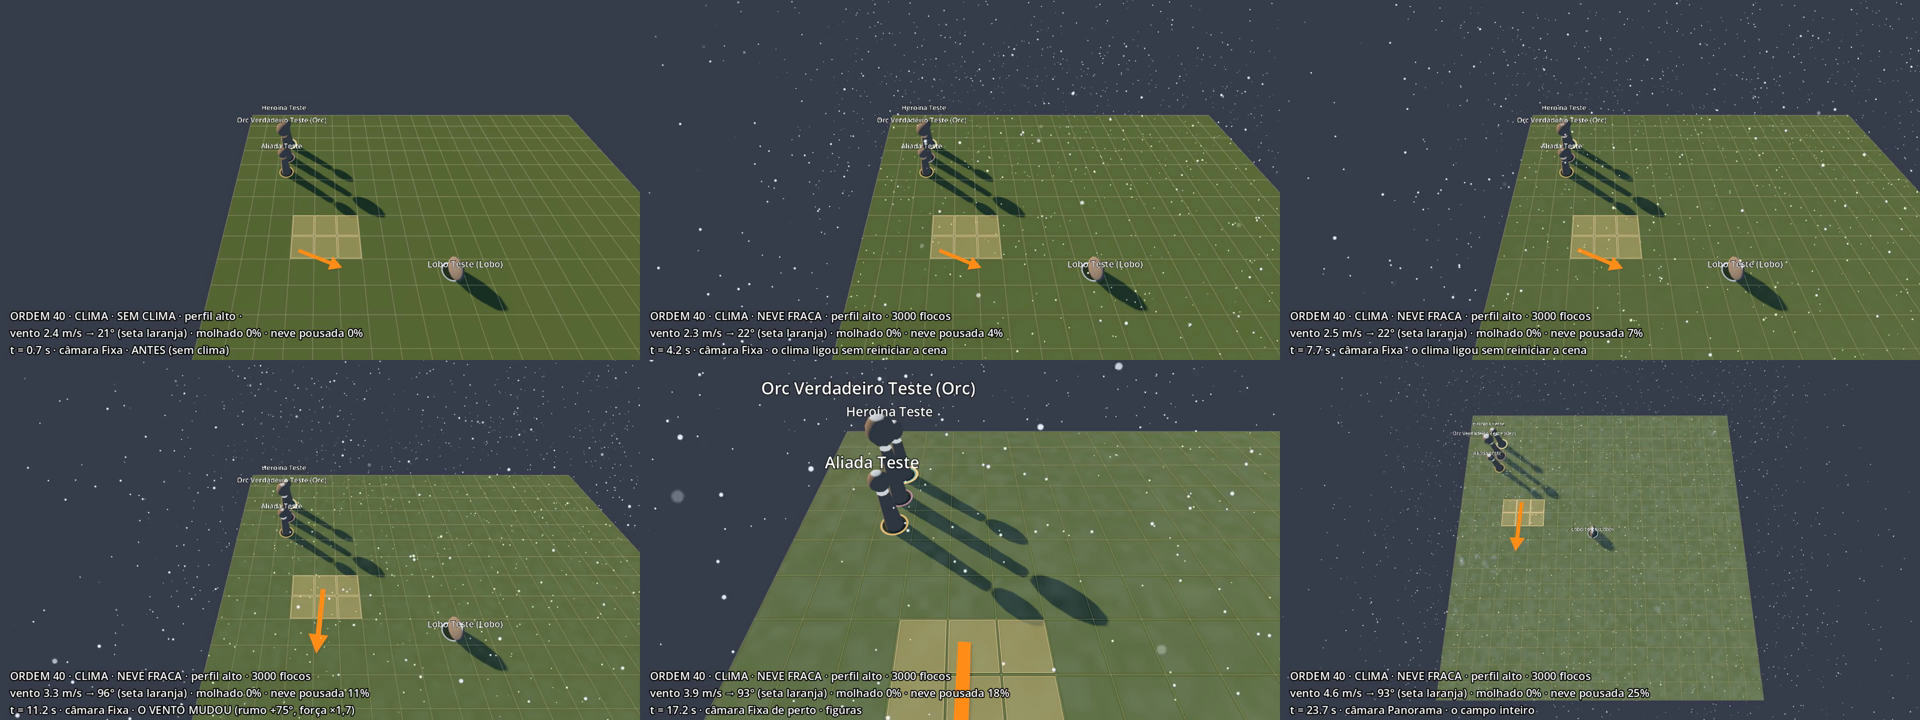 Heroína Teste
Orc Verdadeiro Teste (Orc)
Aliada Teste
Lobo Teste (Lobo)
ORDEM 40 · CLIMA · SEM CLIMA · perfil alto ·
vento 2.4 m/s → 21° (seta laranja) · molhado 0% · neve pousada 0%
t = 0.7 s · câmara Fixa · ANTES (sem clima)
Heroína Teste
Orc Verdadeiro Teste (Orc)
Aliada Teste
Lobo Teste (Lobo)
ORDEM 40 · CLIMA · NEVE FRACA · perfil alto · 3000 flocos
vento 2.3 m/s → 22° (seta laranja) · molhado 0% · neve pousada 4%
t = 4.2 s · câmara Fixa · o clima ligou sem reiniciar a cena
Heroína Teste
Orc Verdadeiro Teste (Orc)
Aliada Teste
Lobo Teste (Lobo)
ORDEM 40 · CLIMA · NEVE FRACA · perfil alto · 3000 flocos
vento 2.5 m/s → 22° (seta laranja) · molhado 0% · neve pousada 7%
t = 7.7 s · câmara Fixa · o clima ligou sem reiniciar a cena
Heroína Teste
Orc Verdadeiro Teste (Orc)
Aliada Teste
Lobo Teste (Lobo)
ORDEM 40 · CLIMA · NEVE FRACA · perfil alto · 3000 flocos
vento 3.3 m/s → 96° (seta laranja) · molhado 0% · neve pousada 11%
t = 11.2 s · câmara Fixa · O VENTO MUDOU (rumo +75°, força ×1,7)
Orc Verdadeiro Teste (Orc)
Heroína Teste
Aliada Teste
ORDEM 40 · CLIMA · NEVE FRACA · perfil alto · 3000 flocos
vento 3.9 m/s → 93° (seta laranja) · molhado 0% · neve pousada 18%
t = 17.2 s · câmara Fixa de perto · figuras
ORDEM 40 · CLIMA · NEVE FRACA · perfil alto · 3000 flocos
vento 4.6 m/s → 93° (seta laranja) · molhado 0% · neve pousada 25%
t = 23.7 s · câmara Panorama · o campo inteiro